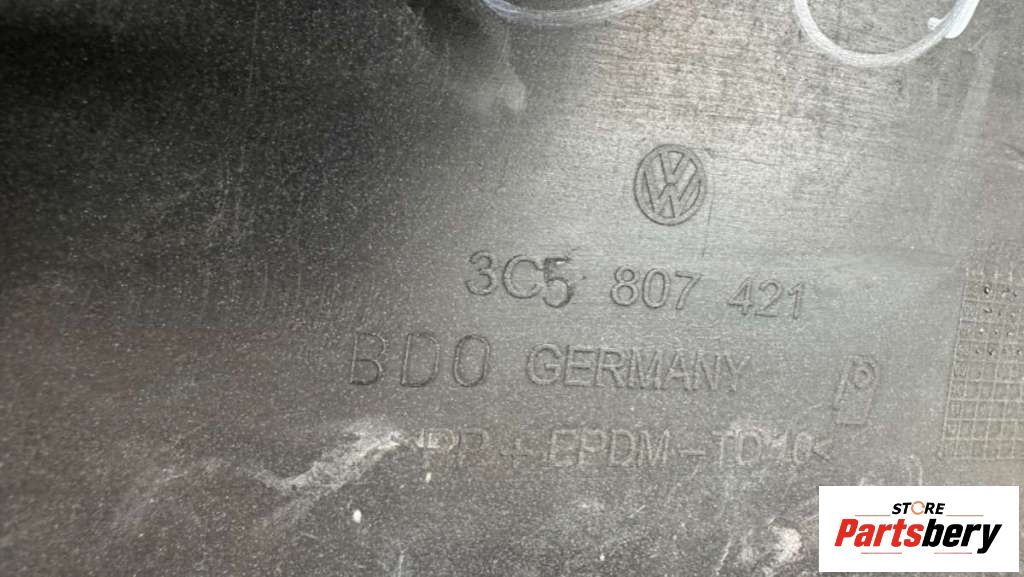 3C5 807 421
BDO GERMANY
>PP + EPDM - TD10<
STORE
Partsbery